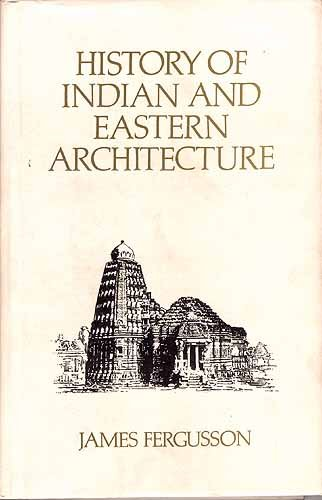 HISTORY OF
INDIAN AND
EASTERN
ARCHITECTURE
JAMES FERGUSSON